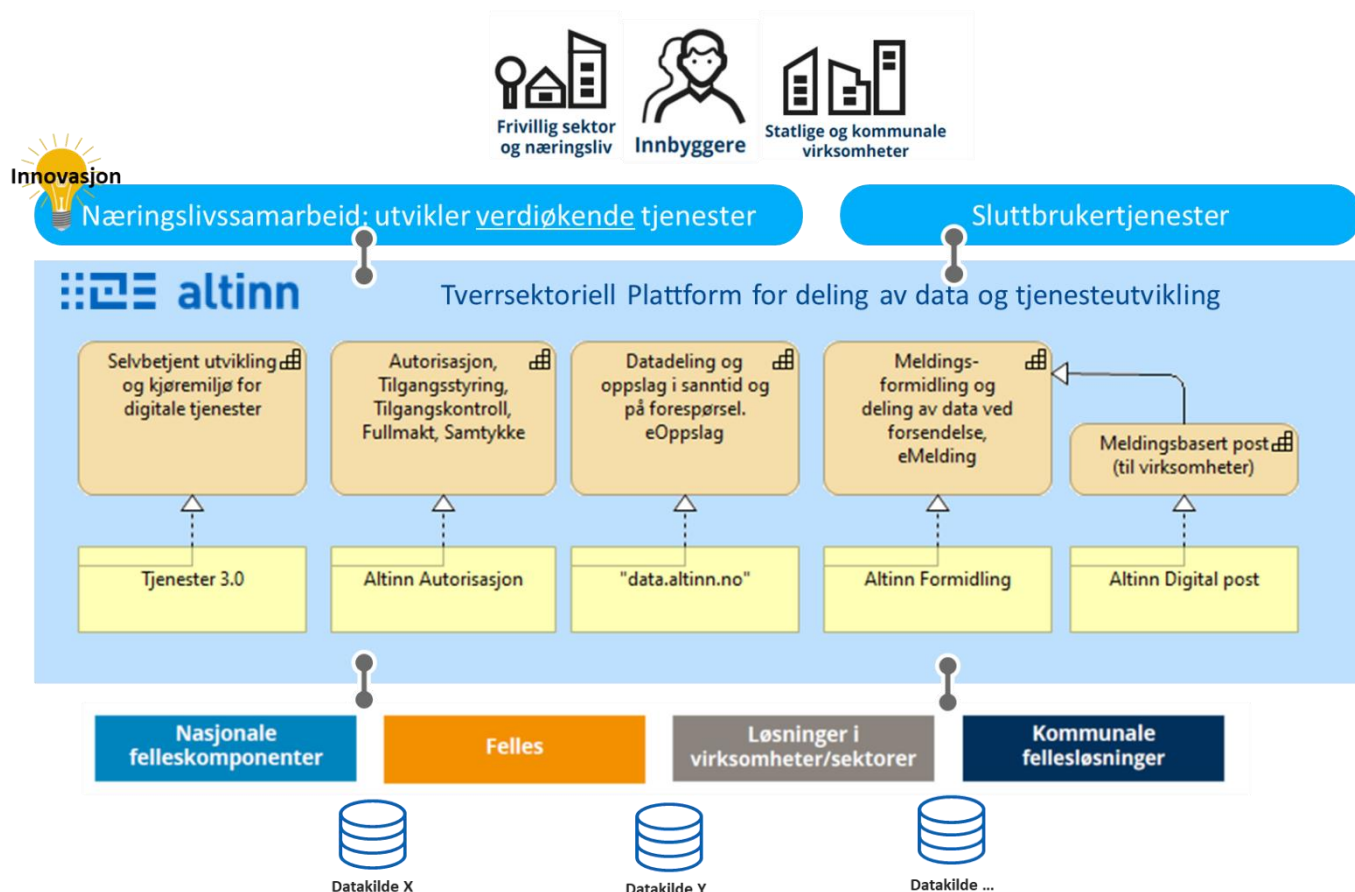 Frivillig sektor
og næringsliv
Innbyggere
Statlige og kommunale
virksomheter
Innovasjon
Næringslivssamarbeid: utvikler verdiøkende tjenester
Sluttbrukertjenester
altinn
Tverrsektoriell Plattform for deling av data og tjenesteutvikling
Selvbetjent utvikling
og kjøremiljø for
digitale tjenester
Autorisasjon,
Tilgangsstyring,
Tilgangskontroll,
Fullmakt, Samtykke
Datadeling og
oppslag i sanntid og
på forespørsel.
eOppslag
Meldings-
formidling og
deling av data ved
forsendelse,
eMelding
Meldingsbasert post
(til virksomheter)
Tjenester 3.0
Altinn Autorisasjon
"data.altinn.no"
Altinn Formidling
Altinn Digital post
Nasjonale
felleskomponenter
Felles
Løsninger i
virksomheter/sektorer
Kommunale
fellesløsninger
Datakilde X
Datakilde Y
Datakilde ...